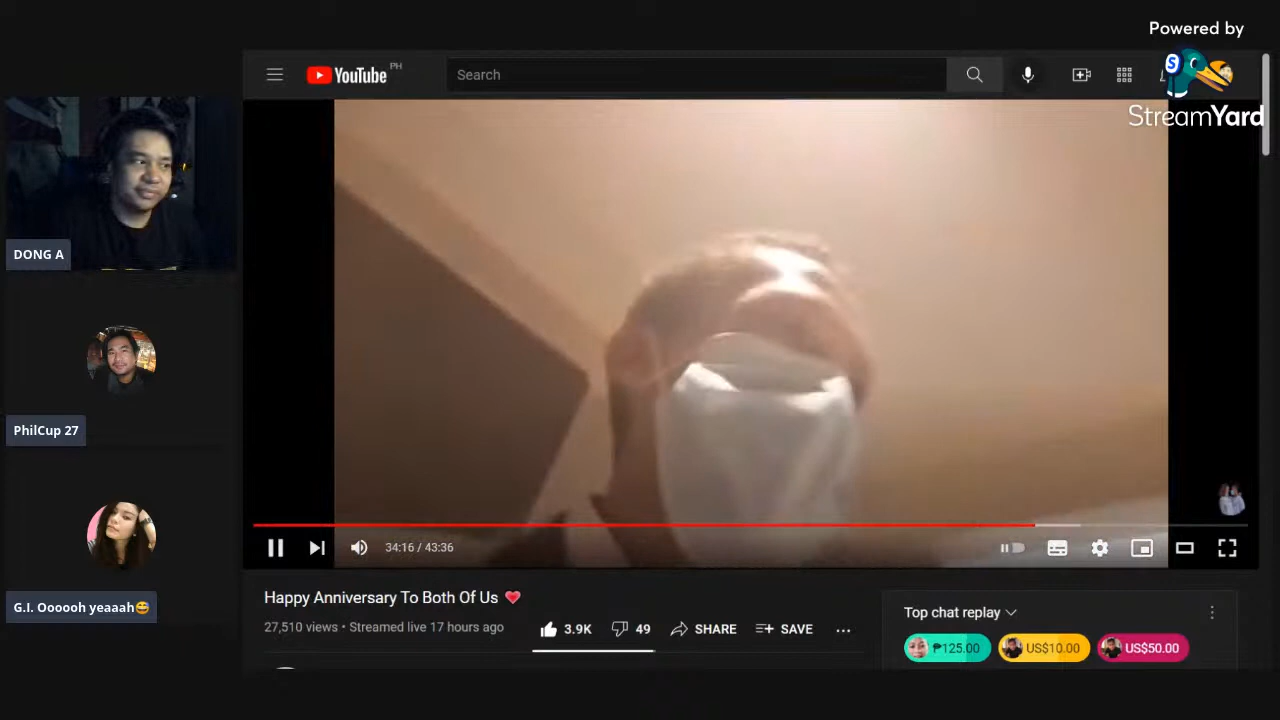 Powered by
StreamYard
YouTube PH
Search
DONG A
PhilCup 27
G.I. Oooooh yeaaah😅
34:16 / 43:36
Happy Anniversary To Both Of Us ❤️
27,510 views • Streamed live 17 hours ago
3.9K
49
SHARE
SAVE
Top chat replay
₱125.00
US$10.00
US$50.00